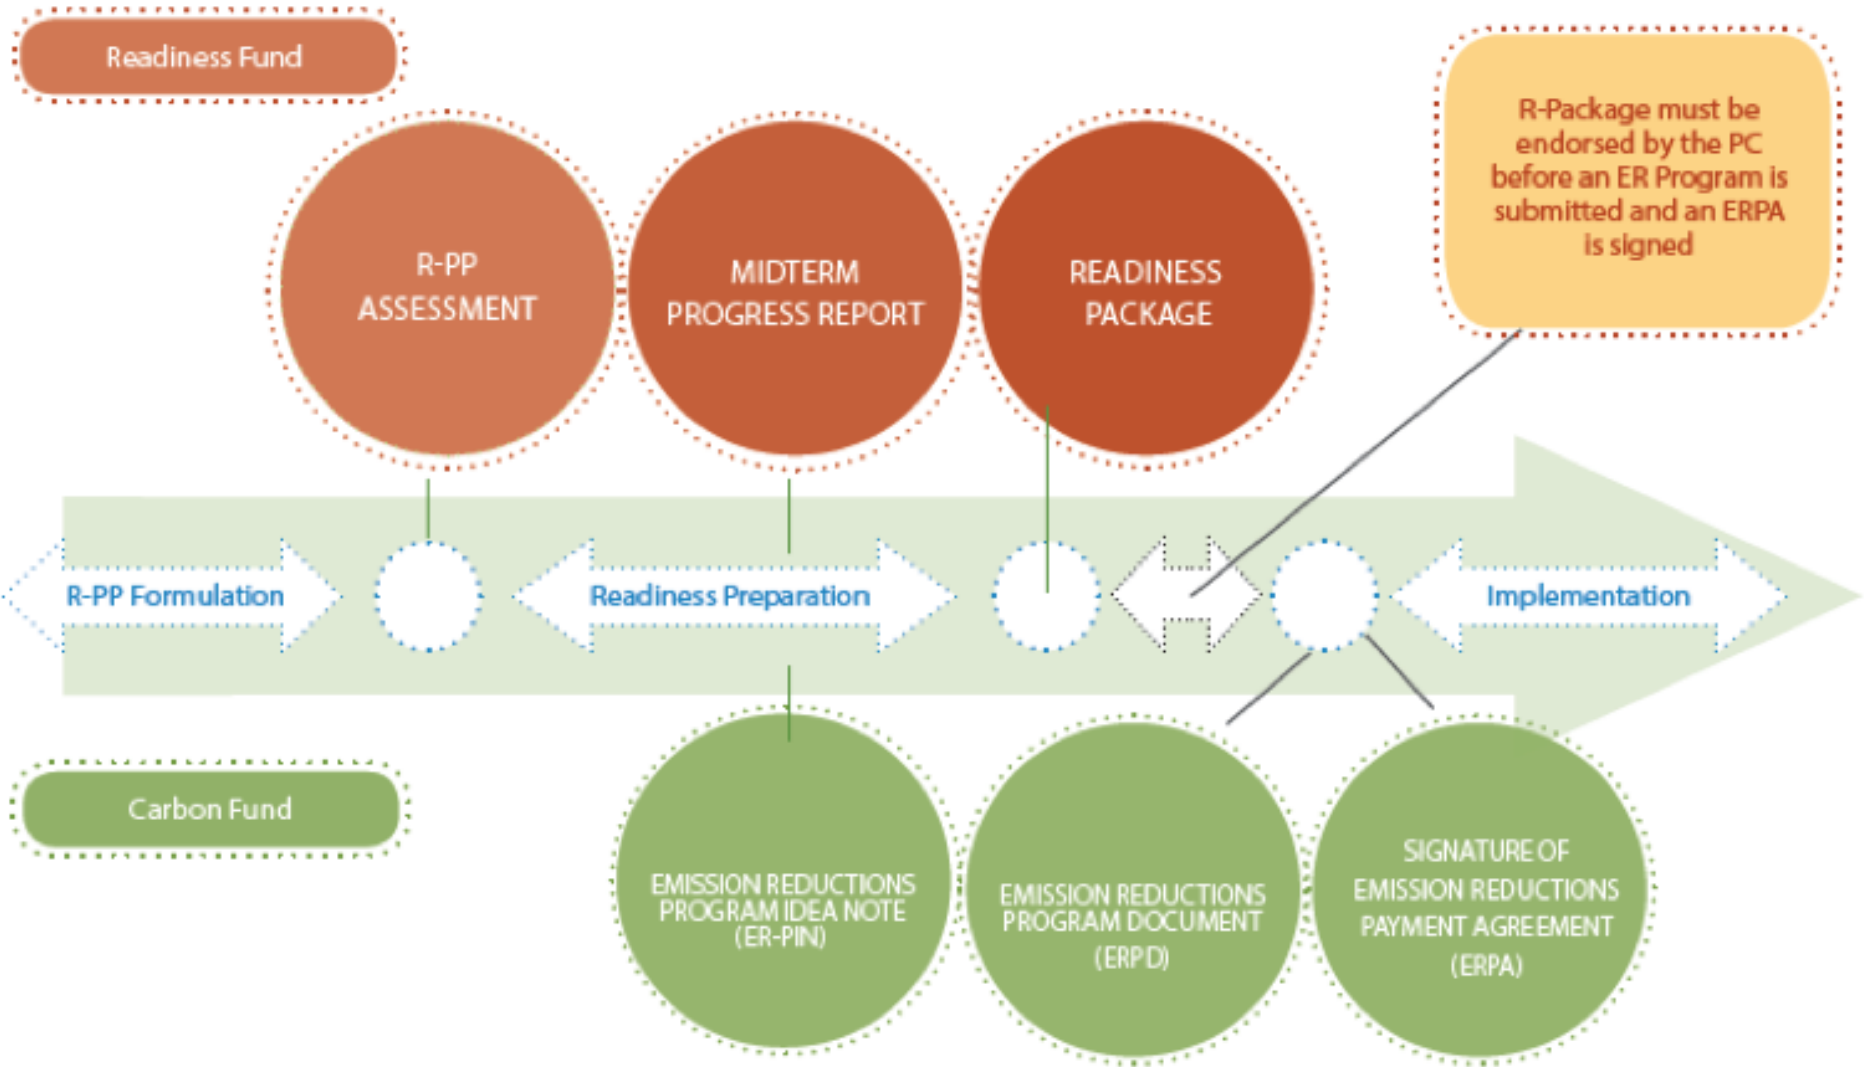 Readiness Fund
R-PP
ASSESSMENT
MIDTERM
PROGRESS REPORT
READINESS
PACKAGE
R-Package must be
endorsed by the PC
before an ER Program is
submitted and an ERPA
is signed
R-PP Formulation
Readiness Preparation
Implementation
Carbon Fund
EMISSION REDUCTIONS
PROGRAM IDEA NOTE
(ER-PIN)
EMISSION REDUCTIONS
PROGRAM DOCUMENT
(ERPD)
SIGNATURE OF
EMISSION REDUCTIONS
PAYMENT AGREEMENT
(ERPA)